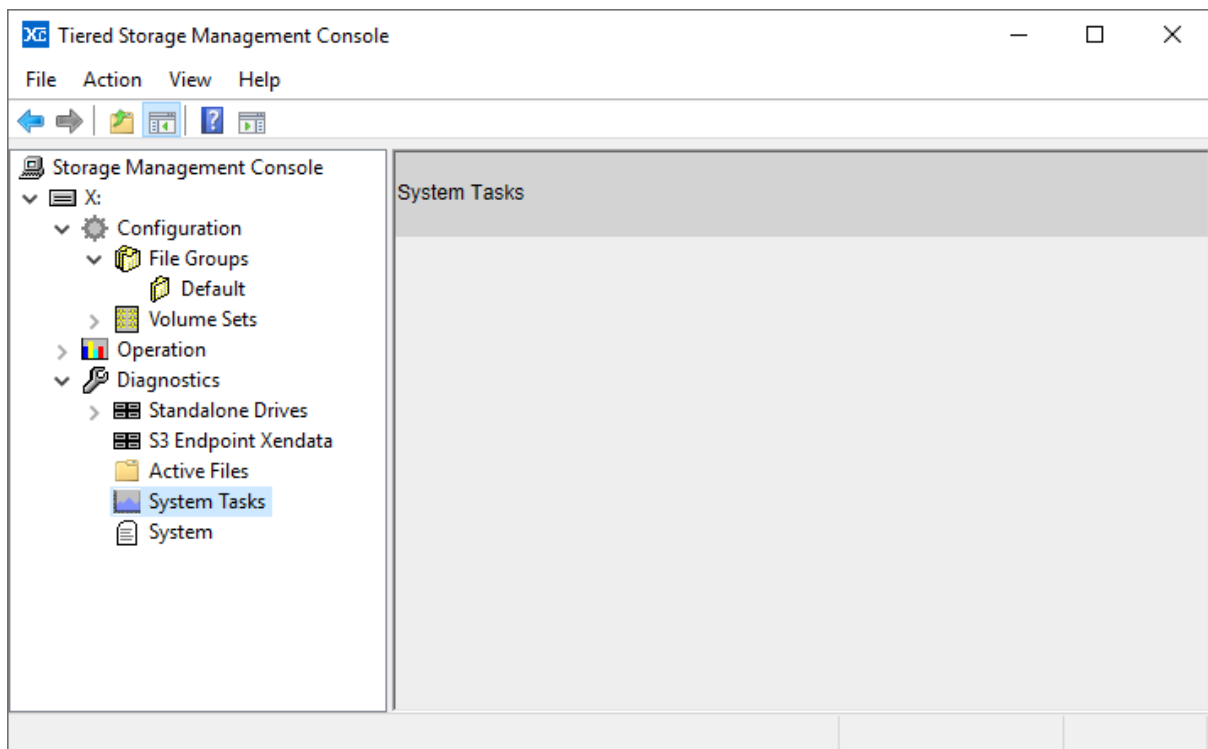 XC Tiered Storage Management Console
File Action View Help
Storage Management Console
X:
Configuration
File Groups
Default
Volume Sets
Operation
Diagnostics
Standalone Drives
S3 Endpoint Xendata
Active Files
System Tasks
System
System Tasks